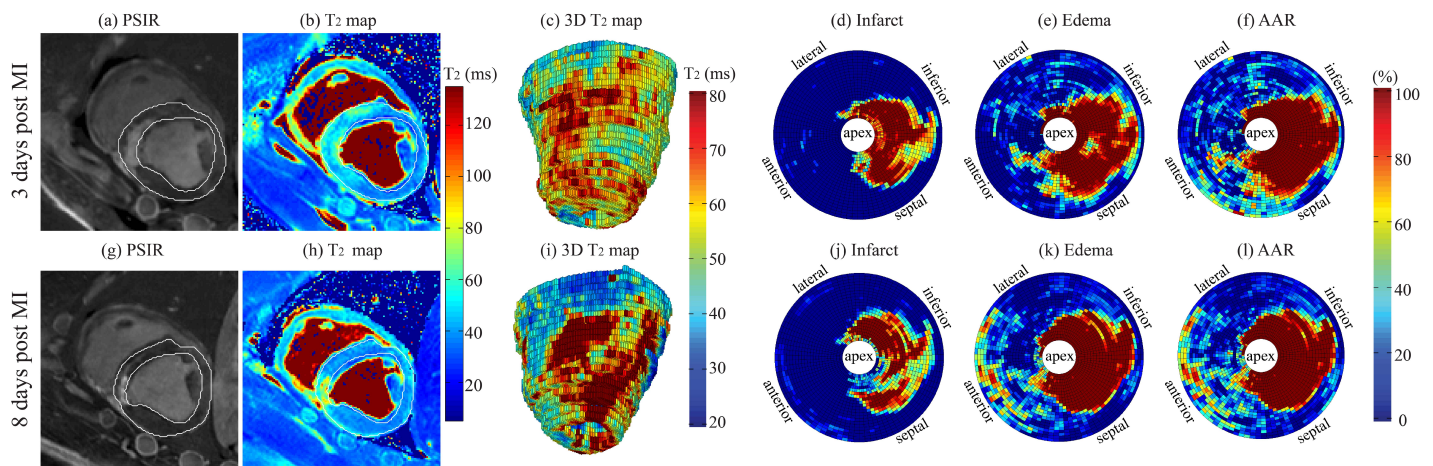 (a) PSIR (b) T2 map (c) 3D T2 map (d) Infarct (e) Edema (f) AAR
3 days post MI
T2 (ms)
120
100
80
60
40
20
T2 (ms)
80
70
60
50
40
30
20
lateral
inferior
apex
anterior
septal
lateral
inferior
apex
anterior
septal
lateral
inferior
apex
anterior
septal
(%)
100
80
60
40
20
0
(g) PSIR (h) T2 map (i) 3D T2 map (j) Infarct (k) Edema (l) AAR
8 days post MI
lateral
inferior
apex
anterior
septal
lateral
inferior
apex
anterior
septal
lateral
inferior
apex
anterior
septal